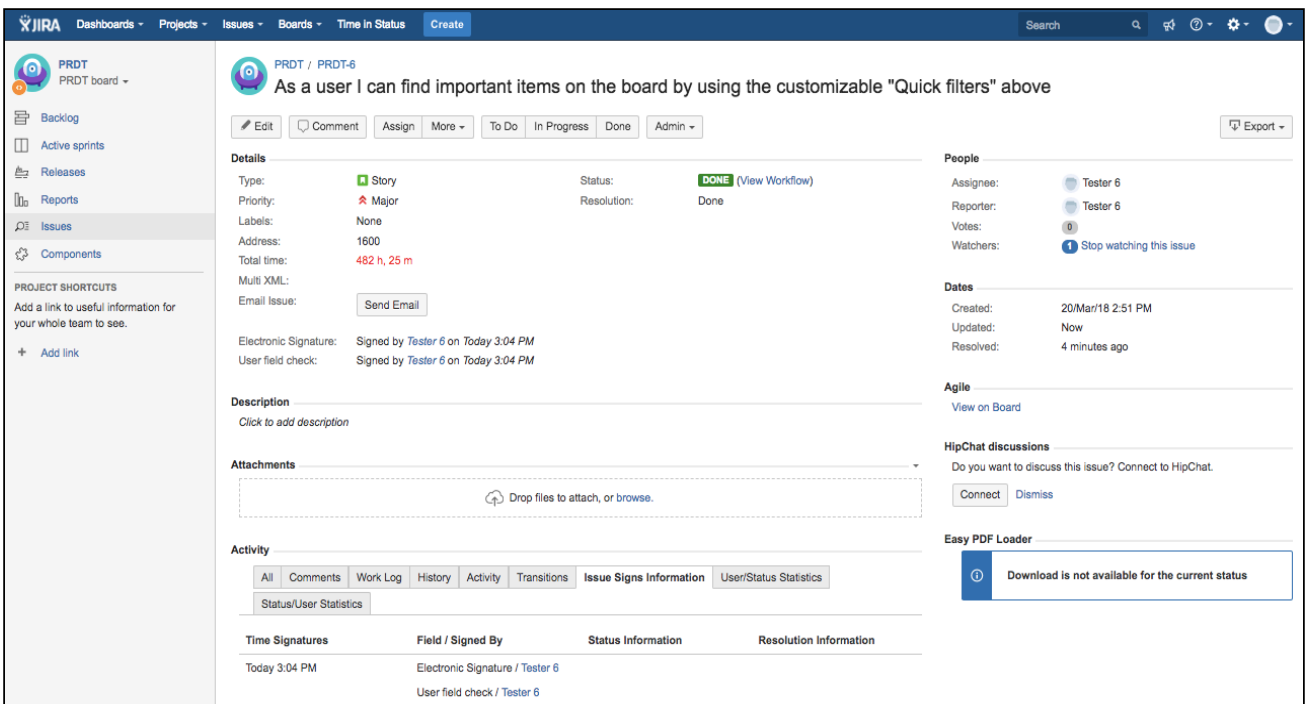 JIRA Dashboards Projects Issues Boards Time in Status Create Search
PRDT
PRDT board
Backlog
Active sprints
Releases
Reports
Issues
Components
PROJECT SHORTCUTS
Add a link to useful information for
your whole team to see.
+ Add link
PRDT / PRDT-6
As a user I can find important items on the board by using the customizable "Quick filters" above
Edit Comment Assign More To Do In Progress Done Admin Export
Details
Type: Story Status: DONE (View Workflow)
Priority: Major Resolution: Done
Labels: None
Address: 1600
Total time: 482 h, 25 m
Multi XML:
Email Issue: Send Email
Electronic Signature: Signed by Tester 6 on Today 3:04 PM
User field check: Signed by Tester 6 on Today 3:04 PM
Description
Click to add description
Attachments
Drop files to attach, or browse.
Activity
All Comments Work Log History Activity Transitions Issue Signs Information User/Status Statistics
Status/User Statistics
Time Signatures Field / Signed By Status Information Resolution Information
Today 3:04 PM Electronic Signature / Tester 6
User field check / Tester 6
People
Assignee: Tester 6
Reporter: Tester 6
Votes: 0
Watchers: 1 Stop watching this issue
Dates
Created: 20/Mar/18 2:51 PM
Updated: Now
Resolved: 4 minutes ago
Agile
View on Board
HipChat discussions
Do you want to discuss this issue? Connect to HipChat.
Connect Dismiss
Easy PDF Loader
Download is not available for the current status